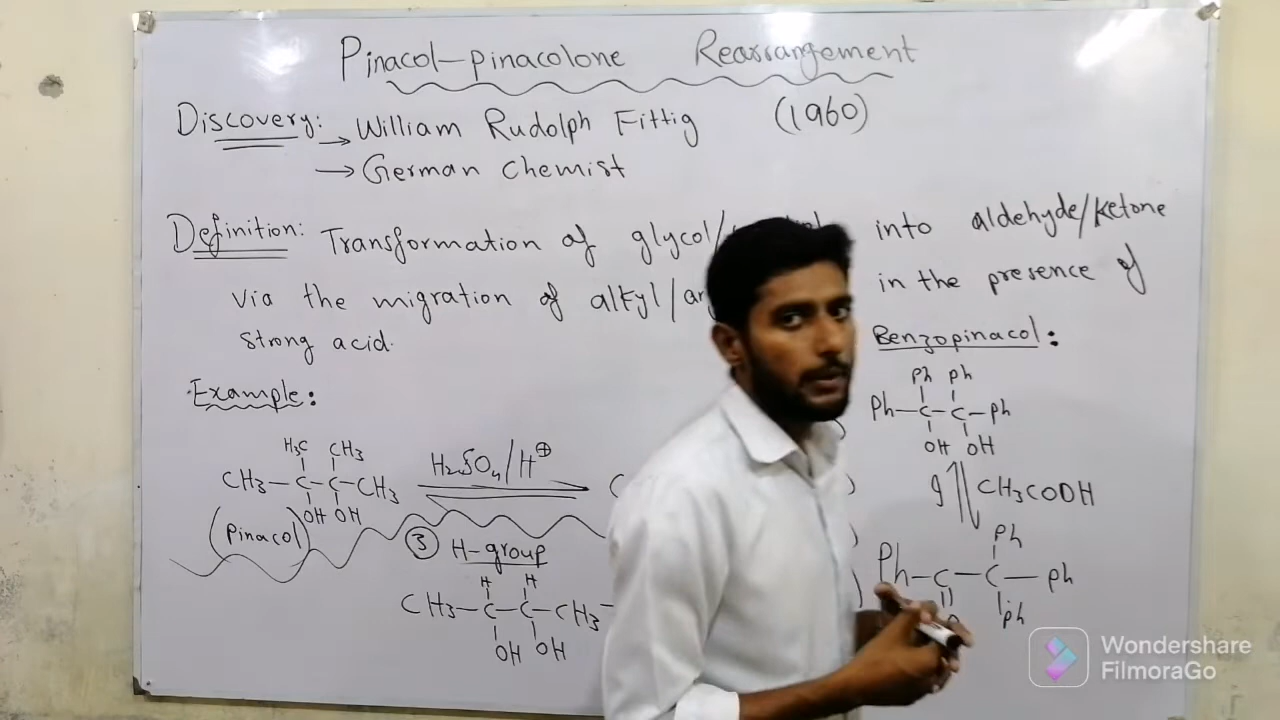 Pinacol-pinacolone Rearrangement
Discovery: → William Rudolph Fittig (1960)
→ German Chemist
Definition: Transformation of glycol/ into aldehyde/ketone
via the migration of alkyl/ar in the presence of
strong acid.
Benzopinacol:
Example:
Ph Ph
Ph-C-C-Ph
OH OH
H3C CH3
CH3-C-C-CH3
OH OH
(Pinacol)
H2SO4/H⊕
I2 CH3COOH
③ H-group
H H
CH3-C-C-CH3
OH OH
Ph
Ph-C-C-Ph
Ph
Wondershare
FilmoraGo